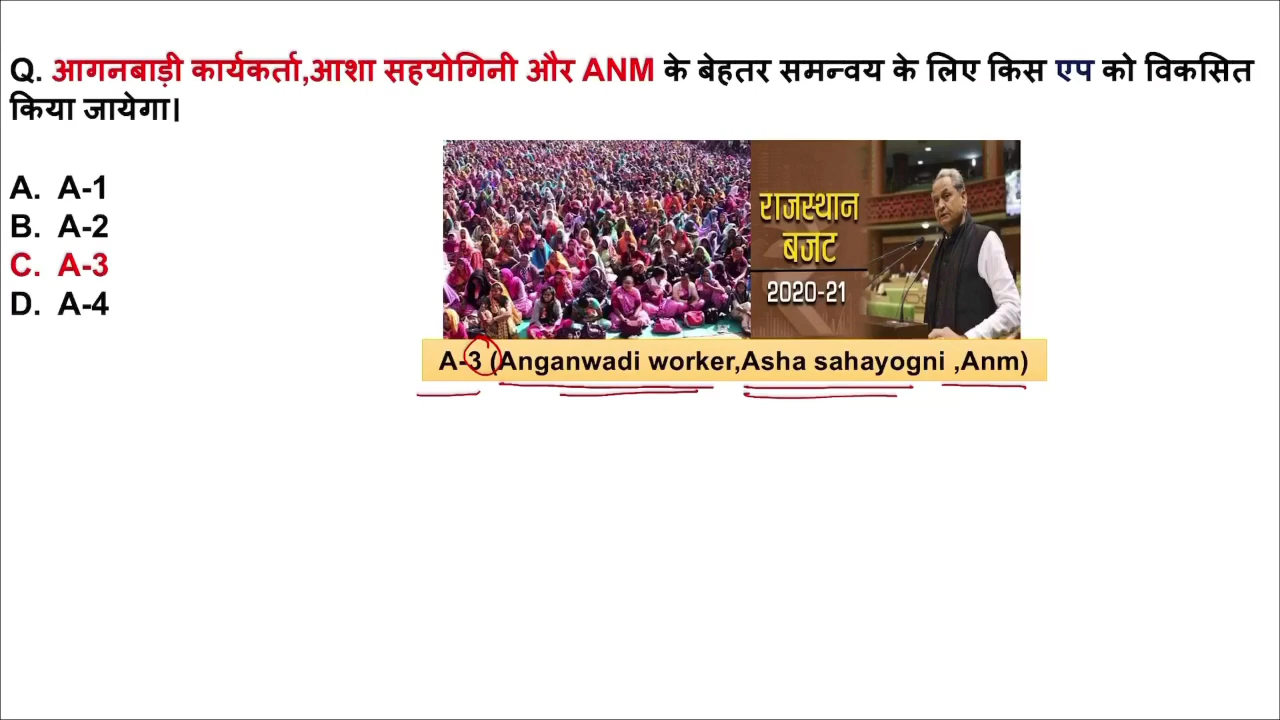 Q. आगनबाड़ी कार्यकर्ता,आशा सहयोगिनी और ANM के बेहतर समन्वय के लिए किस एप को विकसित
किया जायेगा।
A. A-1
B. A-2
C. A-3
D. A-4
राजस्थान
बजट
2020-21
A-3 (Anganwadi worker,Asha sahayogni ,Anm)